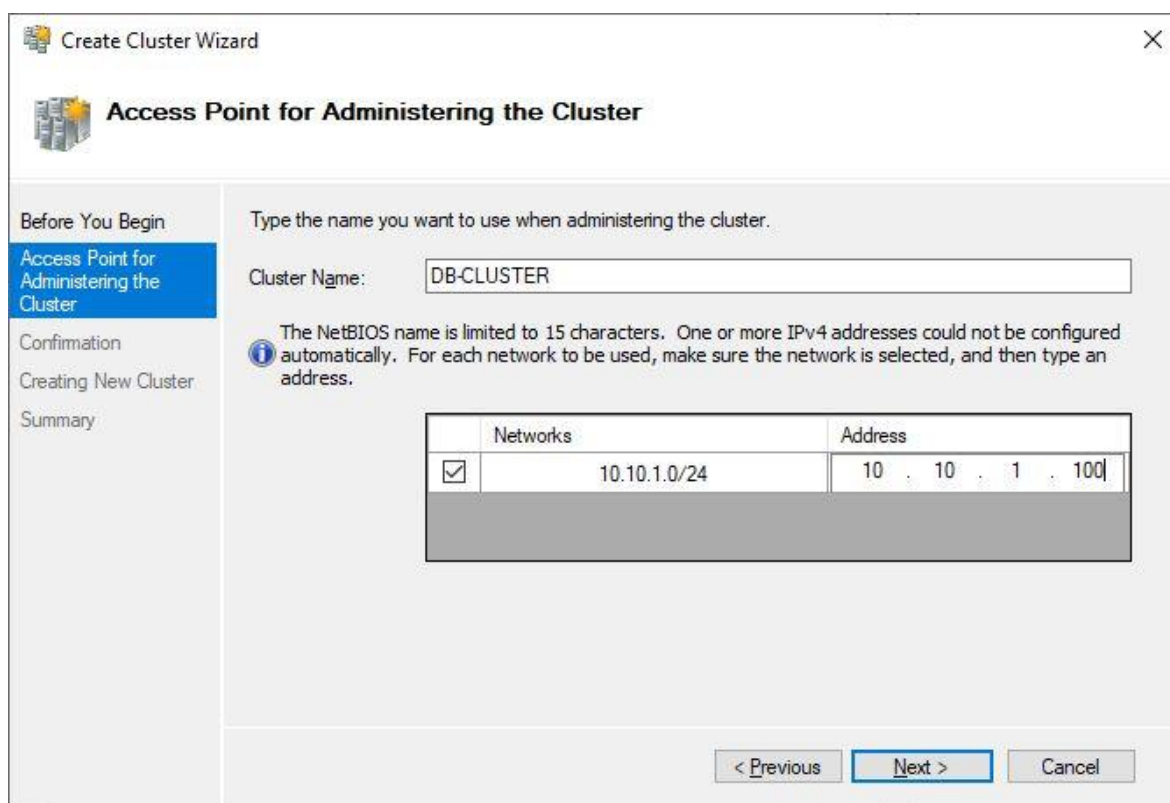 Create Cluster Wizard
Access Point for Administering the Cluster
Before You Begin
Access Point for
Administering the
Cluster
Confirmation
Creating New Cluster
Summary
Type the name you want to use when administering the cluster.
Cluster Name:
DB-CLUSTER
The NetBIOS name is limited to 15 characters. One or more IPv4 addresses could not be configured
automatically. For each network to be used, make sure the network is selected, and then type an
address.
Networks Address
10.10.1.0/24 10 . 10 . 1 . 100
< Previous Next > Cancel